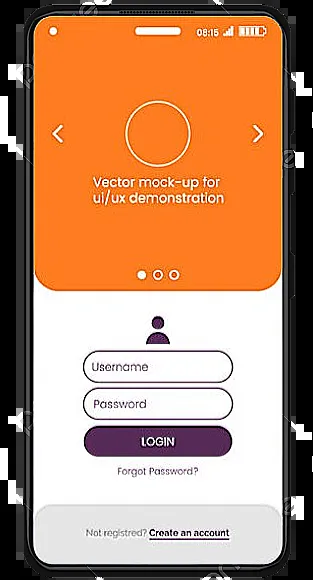 08:15
Vector mock-up for
ui/ux demonstration
Username
Password
LOGIN
Forgot Password?
Not registred? Create an account